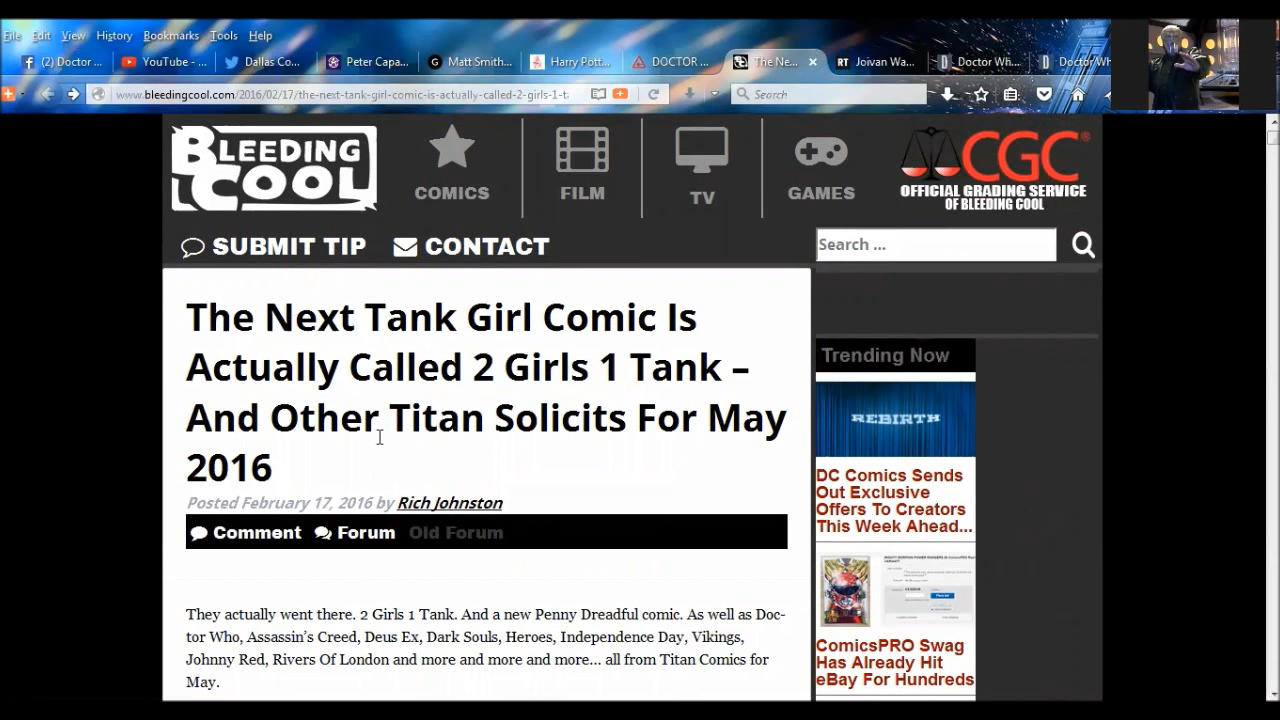 File Edit View History Bookmarks Tools Help
(2) Doctor ... YouTube - ... Dallas Co... Peter Capa... Matt Smith... Harry Pott... DOCTOR ... The Ne... Joivan Wa... Doctor Wh... Doctor Wh
www.bleedingcool.com/2016/02/17/the-next-tank-girl-comic-is-actually-called-2-girls-1-t Search
BLEEDING COOL
COMICS FILM TV GAMES
CGC
OFFICIAL GRADING SERVICE
OF BLEEDING COOL
SUBMIT TIP CONTACT
Search ...
The Next Tank Girl Comic Is
Actually Called 2 Girls 1 Tank –
And Other Titan Solicits For May
2016
Posted February 17, 2016 by Rich Johnston
Comment Forum Old Forum
They actually went there. 2 Girls 1 Tank. And a new Penny Dreadful comic. As well as Doc-
tor Who, Assassin's Creed, Deus Ex, Dark Souls, Heroes, Independence Day, Vikings,
Johnny Red, Rivers Of London and more and more and more... all from Titan Comics for
May.
Trending Now
REBIRTH
DC Comics Sends
Out Exclusive
Offers To Creators
This Week Ahead...
ComicsPRO Swag
Has Already Hit
eBay For Hundreds